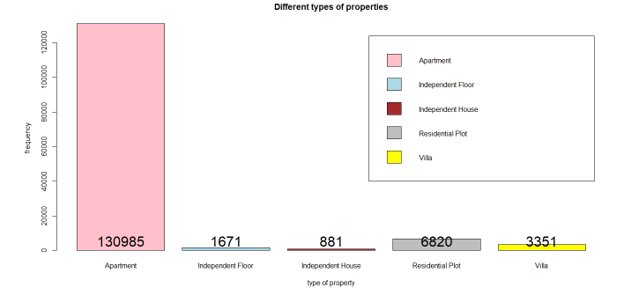 Different types of properties
frequency
120000
100000
80000
60000
40000
20000
0
Apartment
Independent Floor
Independent House
Residential Plot
Villa
130985 1671 881 6820 3351
Apartment Independent Floor Independent House Residential Plot Villa
type of property